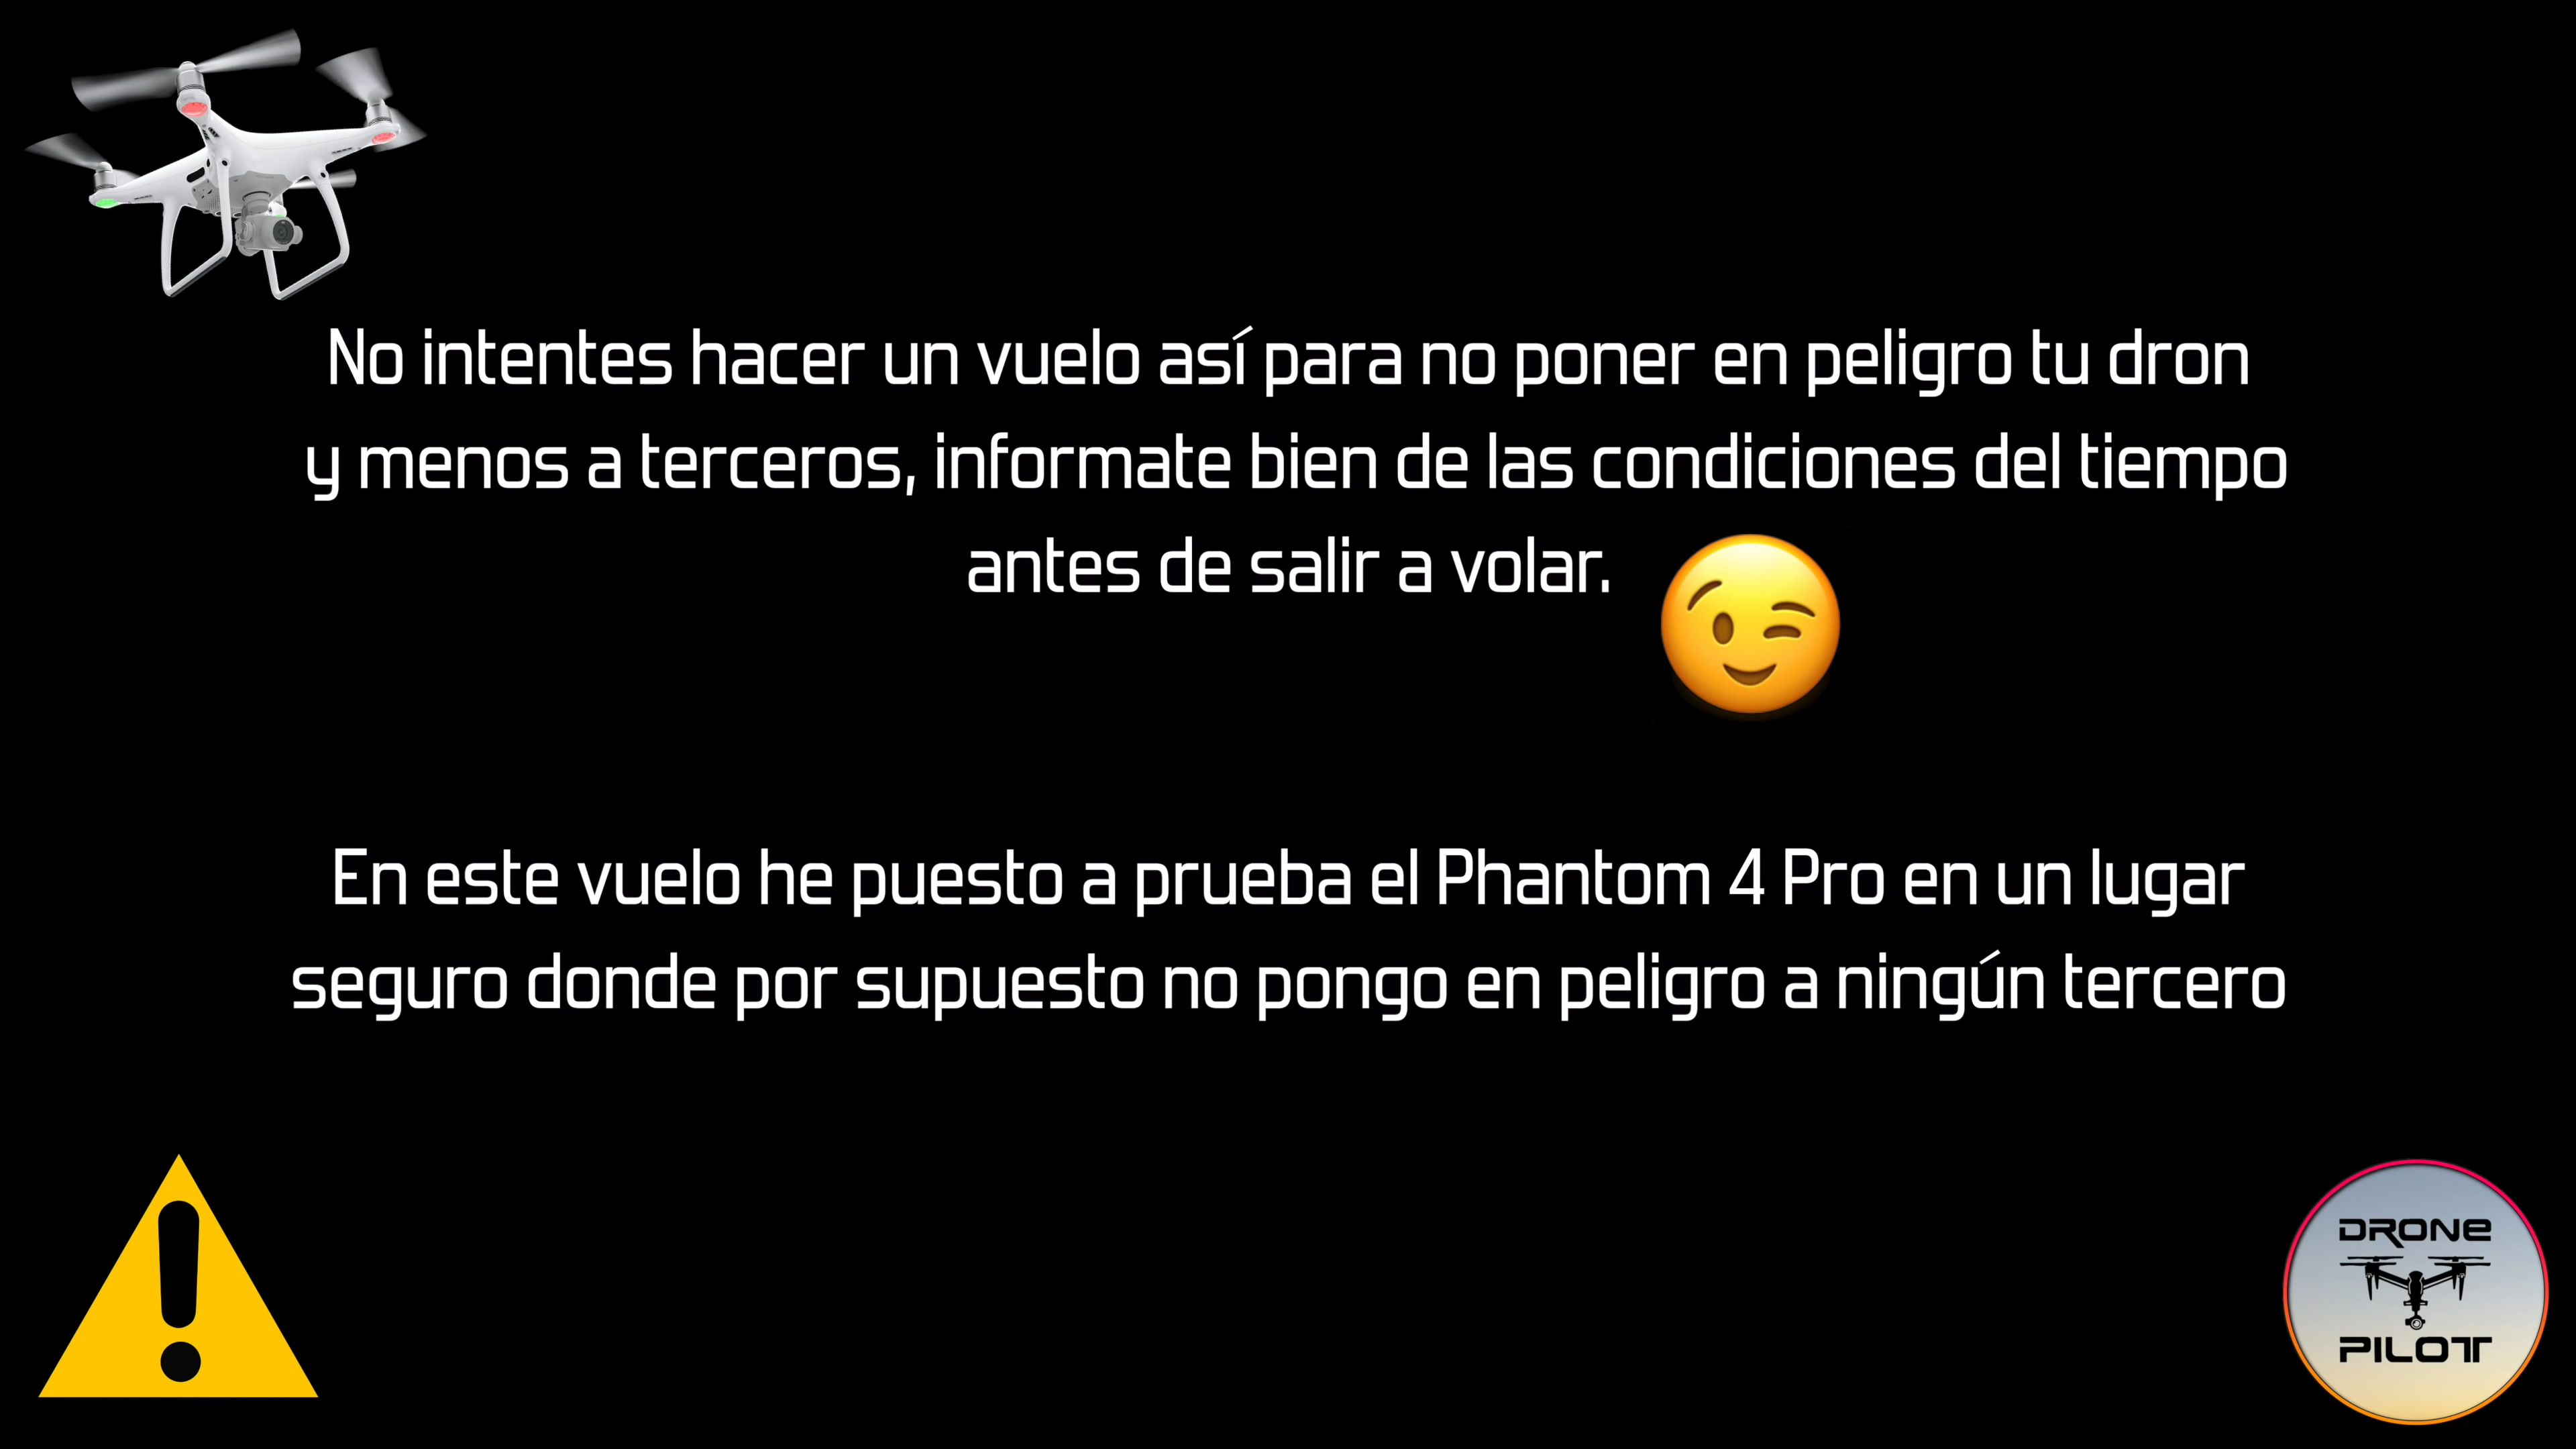 No intentes hacer un vuelo así para no poner en peligro tu dron
y menos a terceros, informate bien de las condiciones del tiempo
antes de salir a volar.
En este vuelo he puesto a prueba el Phantom 4 Pro en un lugar
seguro donde por supuesto no pongo en peligro a ningún tercero
DRONE
PILOT